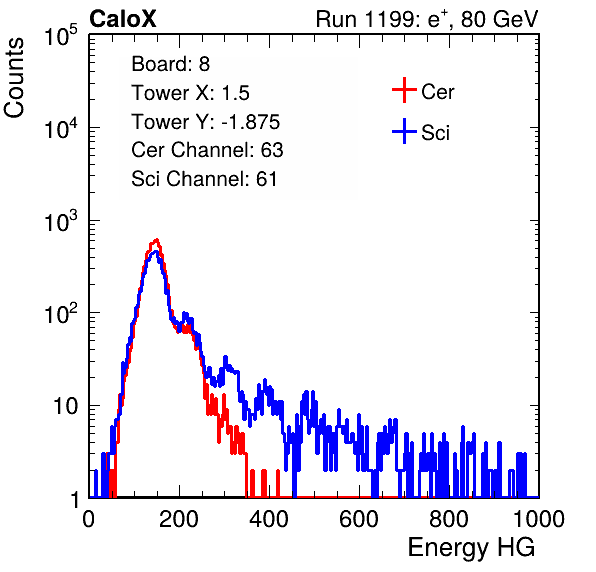 CaloX Run 1199: e⁺, 80 GeV
Counts
10⁵
10⁴
10³
10²
10
1
Board: 8
Tower X: 1.5
Tower Y: -1.875
Cer Channel: 63
Sci Channel: 61
Cer
Sci
0 200 400 600 800 1000
Energy HG